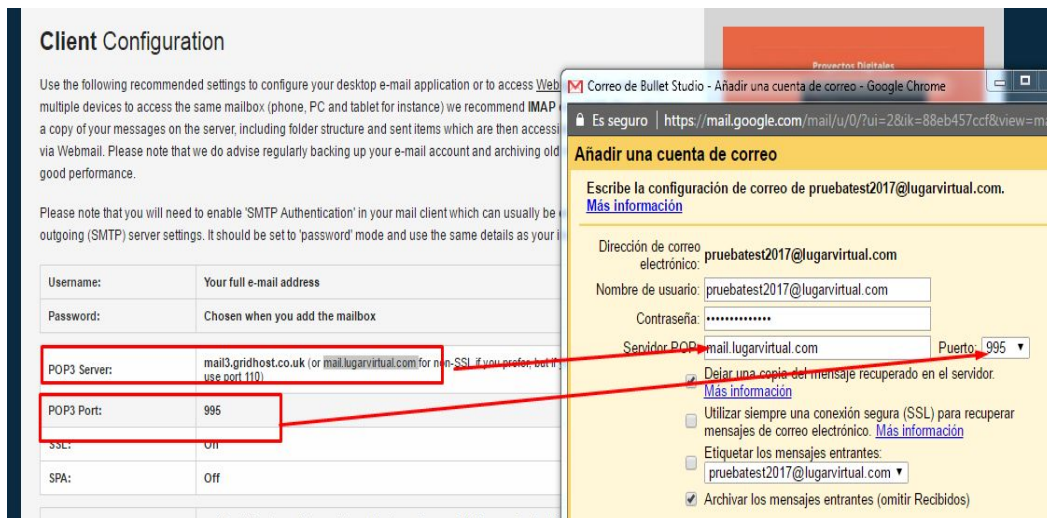 Client Configuration
Use the following recommended settings to configure your desktop e-mail application or to access Web
multiple devices to access the same mailbox (phone, PC and tablet for instance) we recommend IMAP
a copy of your messages on the server, including folder structure and sent items which are then accessi
via Webmail. Please note that we do advise regularly backing up your e-mail account and archiving old
good performance.
Please note that you will need to enable 'SMTP Authentication' in your mail client which can usually be
outgoing (SMTP) server settings. It should be set to 'password' mode and use the same details as your i
Username: Your full e-mail address
Password: Chosen when you add the mailbox
POP3 Server: mail3.gridhost.co.uk (or mail.lugarvirtual.com for non-SSL if you prefer, but if
use port 110)
POP3 Port: 995
SSL: On
SPA: Off
Proyectos Digitales
Correo de Bullet Studio - Añadir una cuenta de correo - Google Chrome
Es seguro | https://mail.google.com/mail/u/0/?ui=2&ik=88eb457ccf&view=ma
Añadir una cuenta de correo
Escribe la configuración de correo de pruebatest2017@lugarvirtual.com.
Más información
Dirección de correo
electrónico: pruebatest2017@lugarvirtual.com
Nombre de usuario: pruebatest2017@lugarvirtual.com
Contraseña: ••••••••••••••
Servidor POP: mail.lugarvirtual.com Puerto: 995
Dejar una copia del mensaje recuperado en el servidor.
Más información
Utilizar siempre una conexión segura (SSL) para recuperar
mensajes de correo electrónico. Más información
Etiquetar los mensajes entrantes:
pruebatest2017@lugarvirtual.com
Archivar los mensajes entrantes (omitir Recibidos)